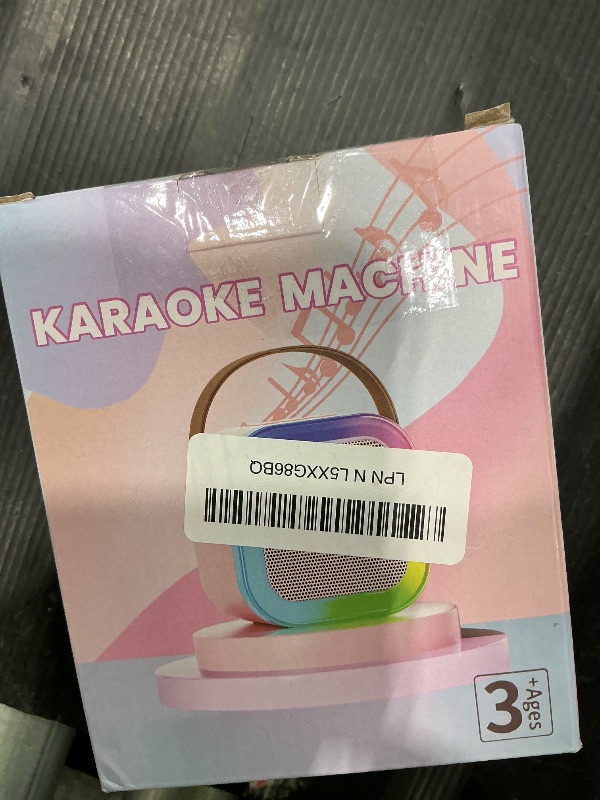 KARAOKE MACHINE
LPN N L5XXG86BQ
3
+Ages